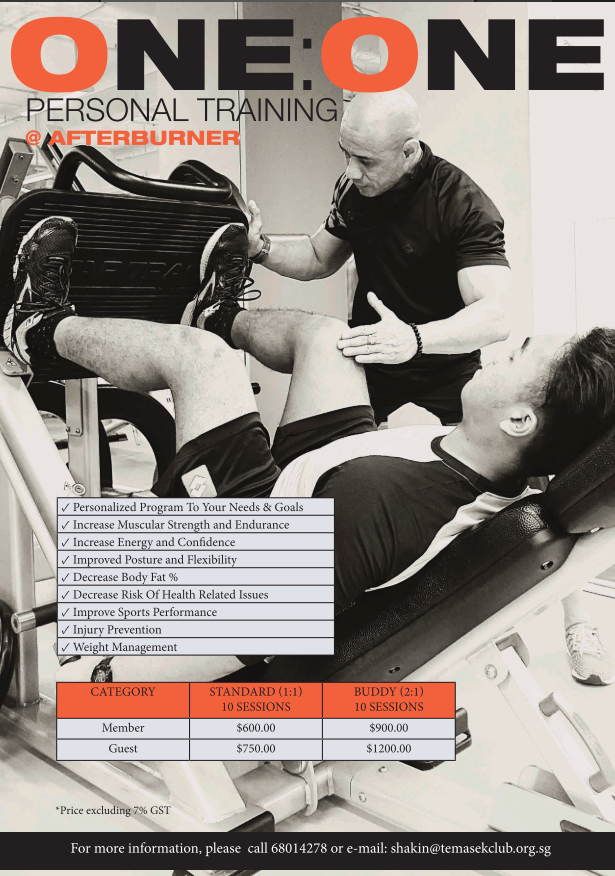 ONE:ONE
PERSONAL TRAINING
@ AFTERBURNER
✓ Personalized Program To Your Needs & Goals
✓ Increase Muscular Strength and Endurance
✓ Increase Energy and Confidence
✓ Improved Posture and Flexibility
✓ Decrease Body Fat %
✓ Decrease Risk Of Health Related Issues
✓ Improve Sports Performance
✓ Injury Prevention
✓ Weight Management
CATEGORY STANDARD (1:1) BUDDY (2:1)
10 SESSIONS 10 SESSIONS
Member $600.00 $900.00
Guest $750.00 $1200.00
*Price excluding 7% GST
For more information, please call 68014278 or e-mail: shakin@temasekclub.org.sg